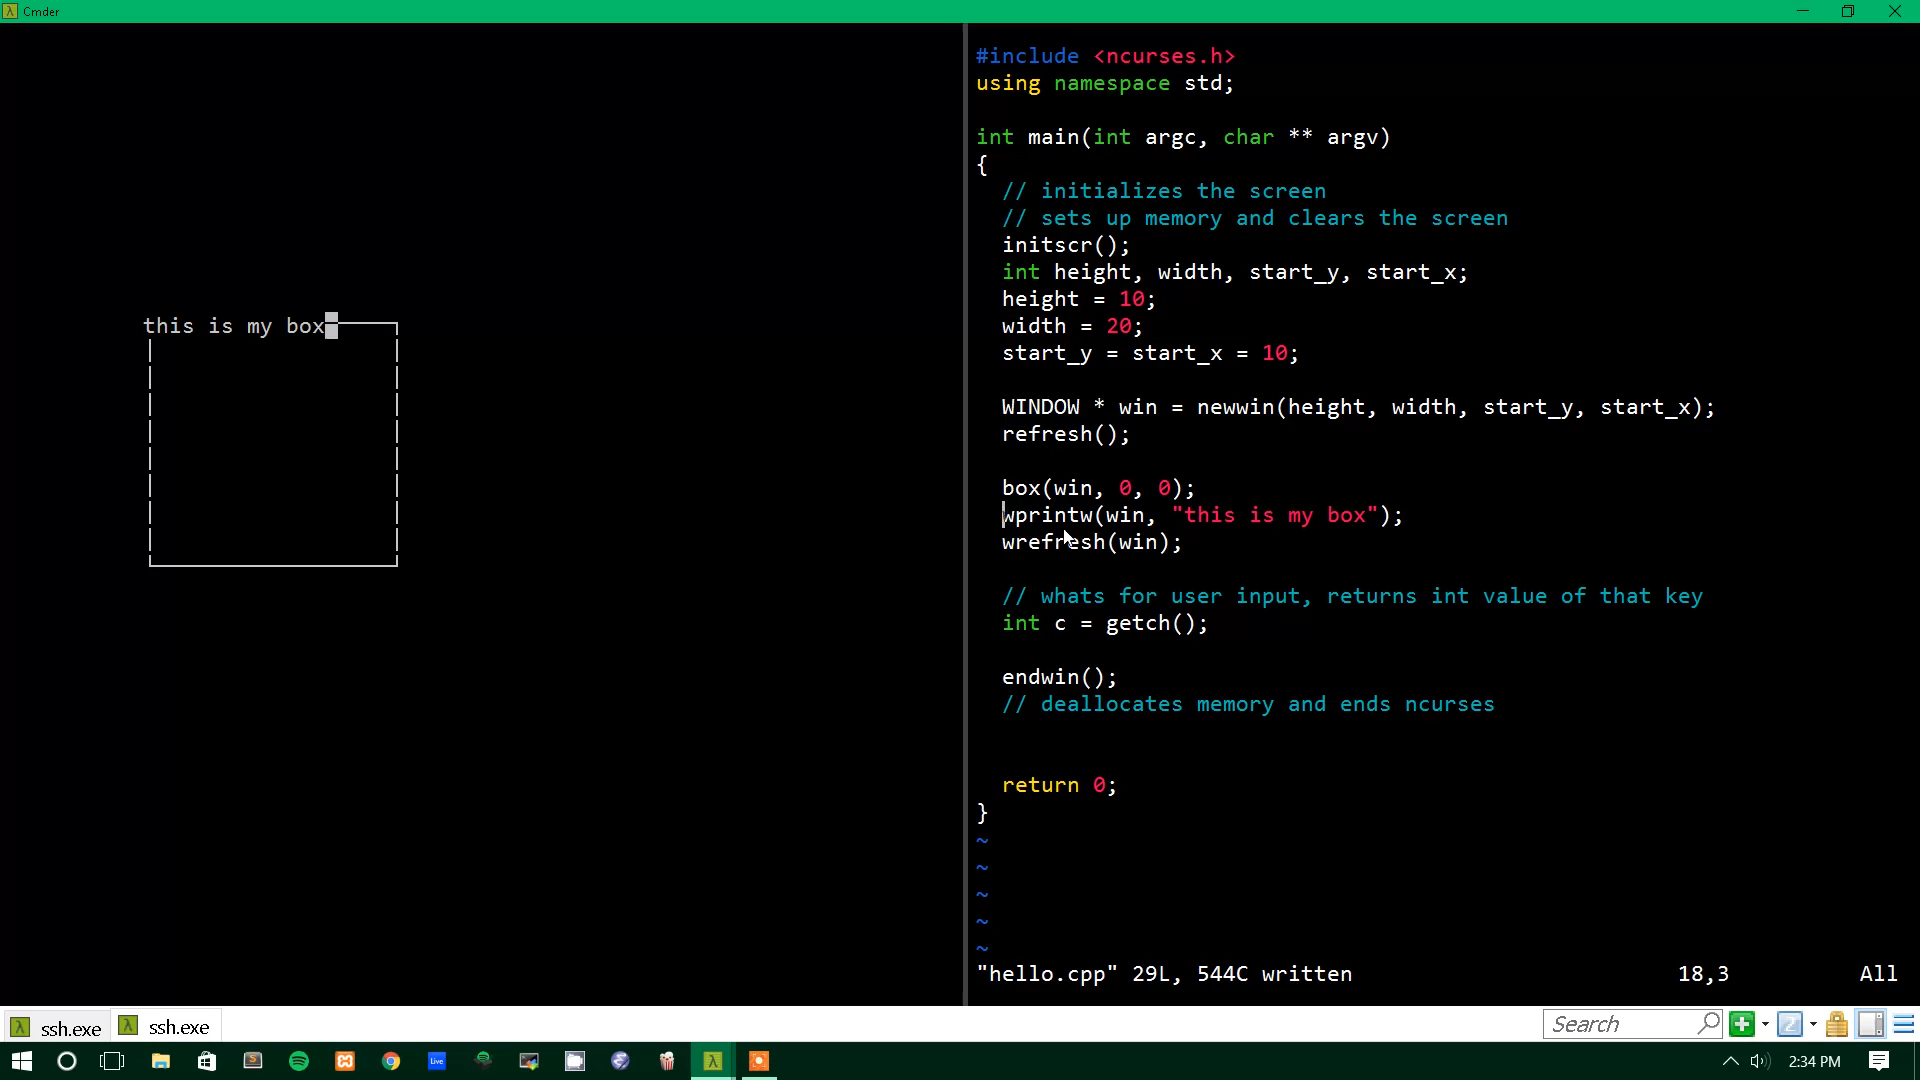 Cmder
this is my box
#include <ncurses.h>
using namespace std;
int main(int argc, char ** argv)
{
// initializes the screen
// sets up memory and clears the screen
initscr();
int height, width, start_y, start_x;
height = 10;
width = 20;
start_y = start_x = 10;
WINDOW * win = newwin(height, width, start_y, start_x);
refresh();
box(win, 0, 0);
wprintw(win, "this is my box");
wrefresh(win);
// whats for user input, returns int value of that key
int c = getch();
endwin();
// deallocates memory and ends ncurses
return 0;
}
~
~
~
~
~
"hello.cpp" 29L, 544C written 18,3 All
ssh.exe ssh.exe Search
Live 2:34 PM